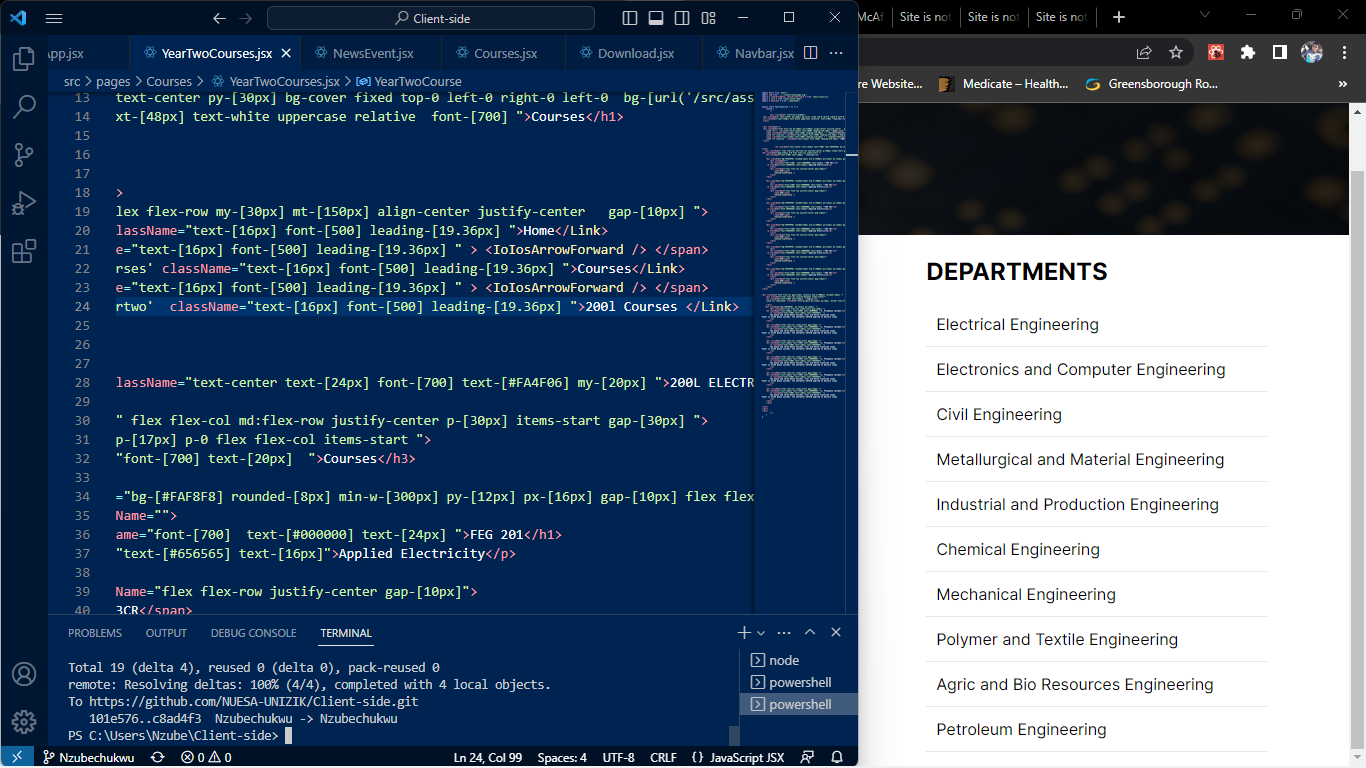 Client-side
McAf
Site is not
Site is not
Site is not
App.jsx
YearTwoCourses.jsx
NewsEvent.jsx
Courses.jsx
Download.jsx
Navbar.jsx
src > pages > Courses > YearTwoCourses.jsx > YearTwoCourse
re Website...
Medicate – Health...
Greensborough Ro...
13 text-center py-[30px] bg-cover fixed top-0 left-0 right-0 left-0  bg-[url('/src/ass
14 xt-[48px] text-white uppercase relative  font-[700] ">Courses</h1>
15
16
17
18 >
19 lex flex-row my-[30px] mt-[150px] align-center justify-center   gap-[10px] ">
20 lassName="text-[16px] font-[500] leading-[19.36px] ">Home</Link>
21 e="text-[16px] font-[500] leading-[19.36px] " > <IoIosArrowForward /> </span>
22 rses' className="text-[16px] font-[500] leading-[19.36px] ">Courses</Link>
23 e="text-[16px] font-[500] leading-[19.36px] " > <IoIosArrowForward /> </span>
24 rtwo'  className="text-[16px] font-[500] leading-[19.36px] ">200l Courses </Link>
25
26
27
28 lassName="text-center text-[24px] font-[700] text-[#FA4F06] my-[20px] ">200L ELECTR
29
30 " flex flex-col md:flex-row justify-center p-[30px] items-start gap-[30px] ">
31 p-[17px] p-0 flex flex-col items-start ">
32 "font-[700] text-[20px]  ">Courses</h3>
33
34 ="bg-[#FAF8F8] rounded-[8px] min-w-[300px] py-[12px] px-[16px] gap-[10px] flex flex
35 Name="">
36 ame="font-[700]  text-[#000000] text-[24px] ">FEG 201</h1>
37 "text-[#656565] text-[16px]">Applied Electricity</p>
38
39 Name="flex flex-row justify-center gap-[10px]">
40 3CR</span>
PROBLEMS
OUTPUT
DEBUG CONSOLE
TERMINAL
Total 19 (delta 4), reused 0 (delta 0), pack-reused 0
remote: Resolving deltas: 100% (4/4), completed with 4 local objects.
To https://github.com/NUESA-UNIZIK/Client-side.git
   101e576..c8ad4f3  Nzubechukwu -> Nzubechukwu
PS C:\Users\Nzube\Client-side>
node
powershell
powershell
Nzubechukwu
0
0
Ln 24, Col 99
Spaces: 4
UTF-8
CRLF
{} JavaScript JSX
DEPARTMENTS
Electrical Engineering
Electronics and Computer Engineering
Civil Engineering
Metallurgical and Material Engineering
Industrial and Production Engineering
Chemical Engineering
Mechanical Engineering
Polymer and Textile Engineering
Agric and Bio Resources Engineering
Petroleum Engineering